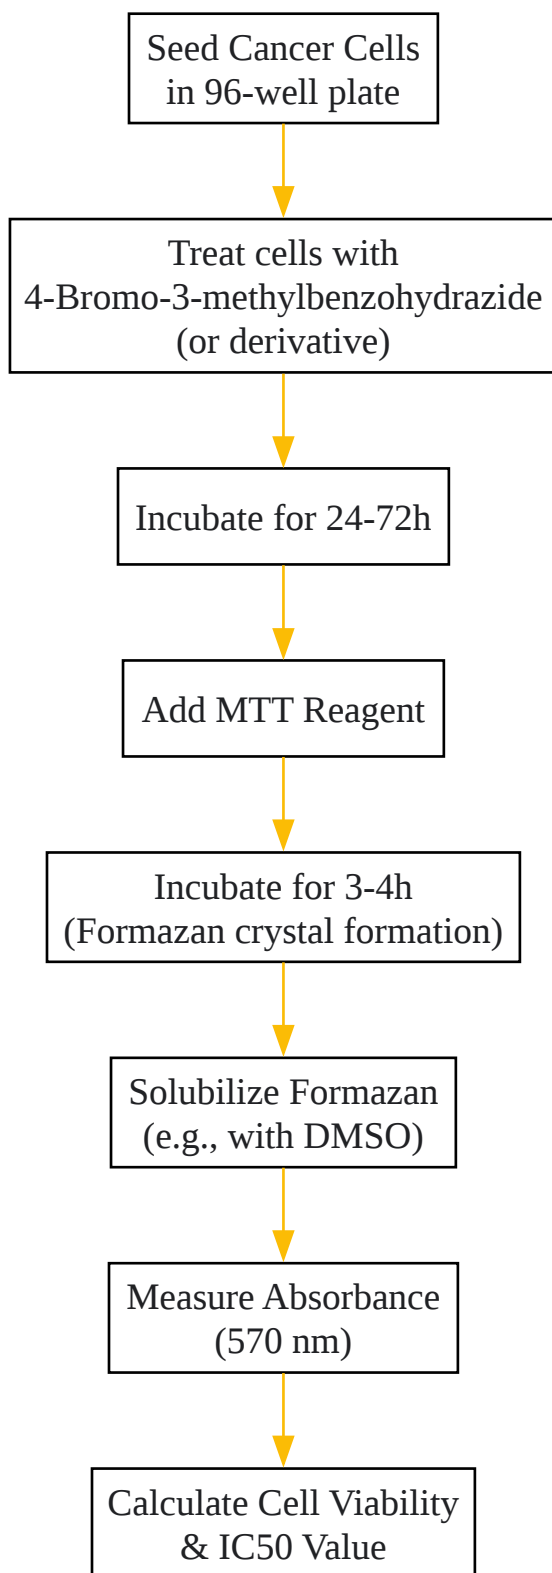 Seed Cancer Cells
in 96-well plate
Treat cells with
4-Bromo-3-methylbenzohydrazide
(or derivative)
Incubate for 24-72h
Add MTT Reagent
Incubate for 3-4h
(Formazan crystal formation)
Solubilize Formazan
(e.g., with DMSO)
Measure Absorbance
(570 nm)
Calculate Cell Viability
& IC50 Value